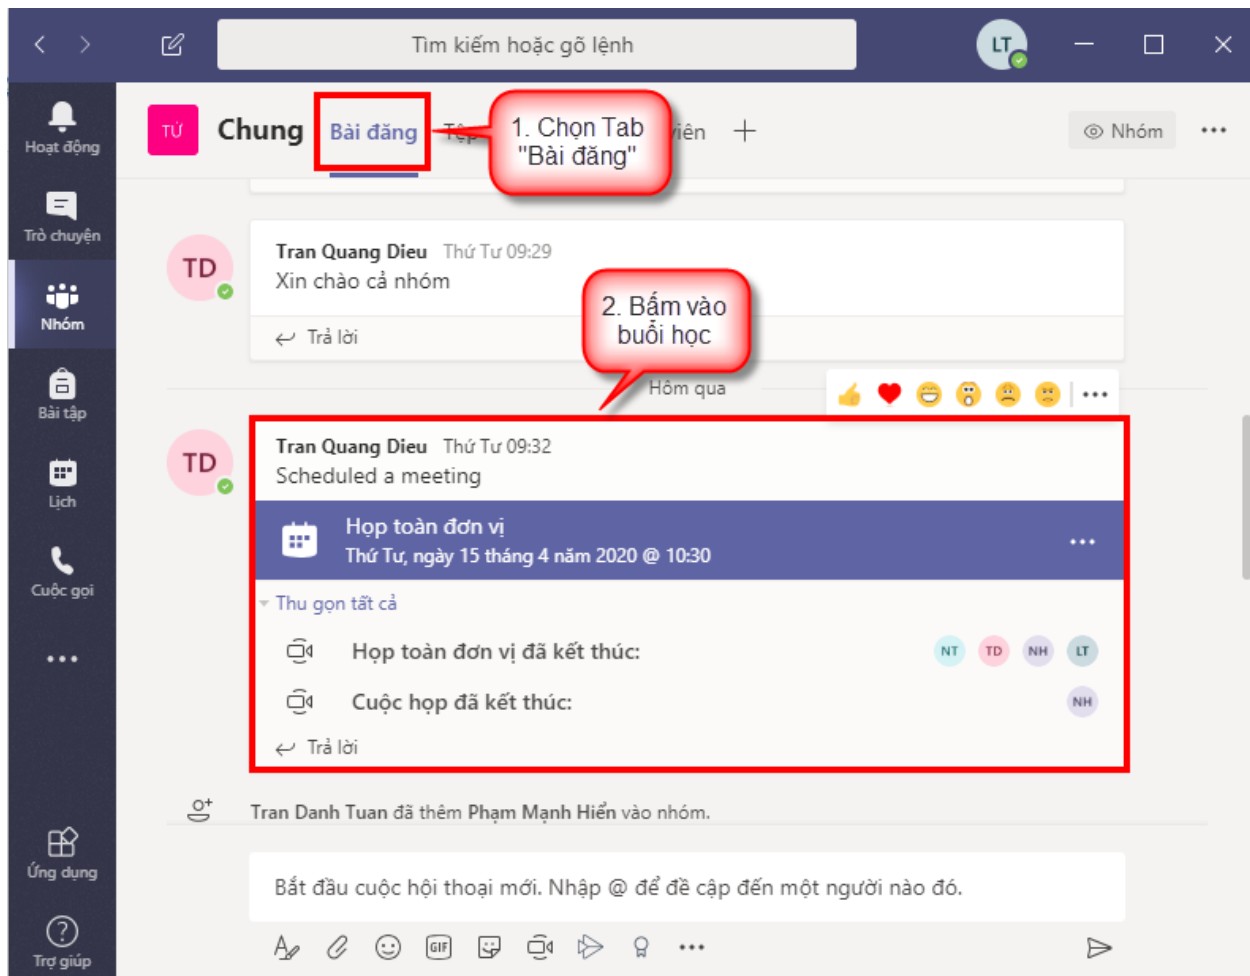 Tìm kiếm hoặc gõ lệnh
LT
Hoạt động
Trò chuyện
Nhóm
Bài tập
Lịch
Cuộc gọi
Ứng dụng
Trợ giúp
TỨ Chung Bài đăng Tệp viên + Nhóm
1. Chọn Tab
"Bài đăng"
TD
Tran Quang Dieu Thứ Tư 09:29
Xin chào cả nhóm
Trả lời
2. Bấm vào
buổi học
Hôm qua
TD
Tran Quang Dieu Thứ Tư 09:32
Scheduled a meeting
Họp toàn đơn vị
Thứ Tư, ngày 15 tháng 4 năm 2020 @ 10:30
Thu gọn tất cả
Họp toàn đơn vị đã kết thúc: NT TD NH LT
Cuộc họp đã kết thúc: NH
Trả lời
Tran Danh Tuan đã thêm Phạm Mạnh Hiển vào nhóm.
Bắt đầu cuộc hội thoại mới. Nhập @ để đề cập đến một người nào đó.
GIF